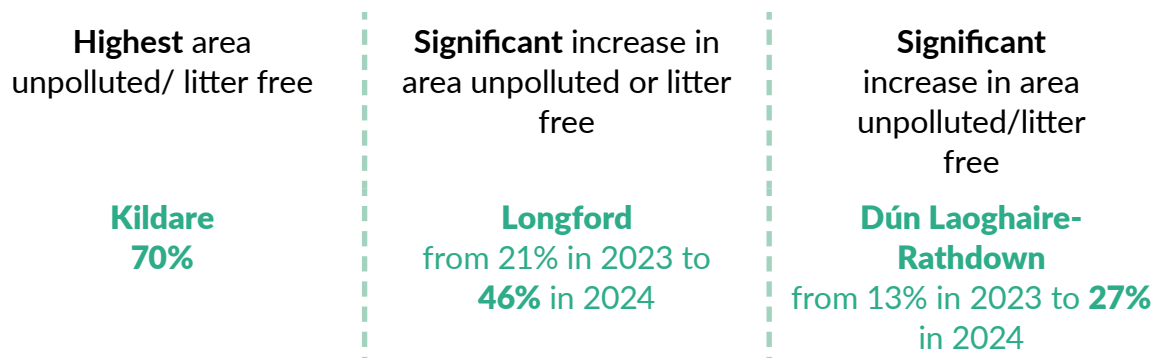 Highest area
unpolluted/ litter free
Kildare
70%
Significant increase in
area unpolluted or litter
free
Longford
from 21% in 2023 to
46% in 2024
Significant
increase in area
unpolluted/litter
free
Dún Laoghaire-
Rathdown
from 13% in 2023 to 27%
in 2024